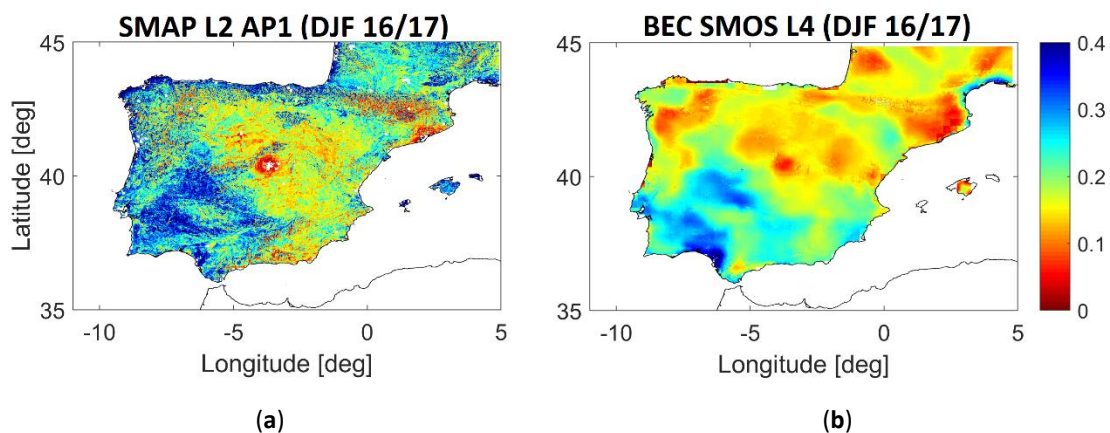 SMAP L2 AP1 (DJF 16/17)
BEC SMOS L4 (DJF 16/17)
45
40
35
Latitude [deg]
-10 -5 0 5
Longitude [deg]
(a)
45
40
35
-10 -5 0 5
Longitude [deg]
(b)
0.4
0.3
0.2
0.1
0